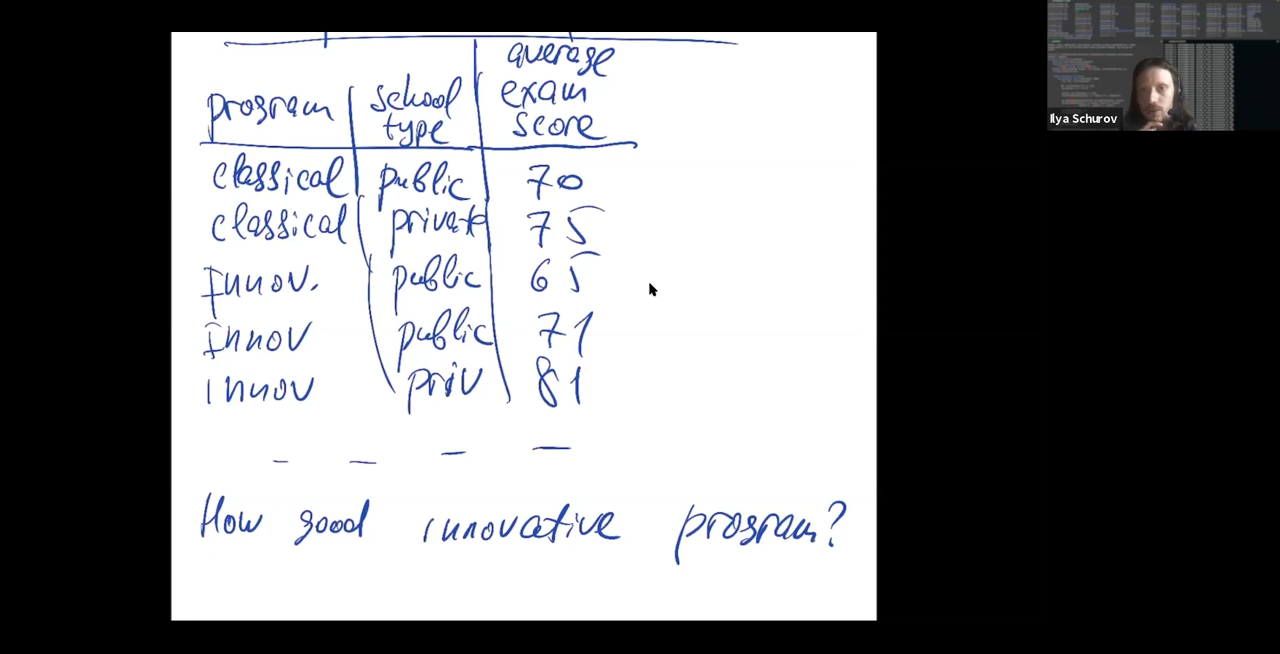 program school type average exam score
classical public 70
classical private 75
Innov. public 65
Innov public 71
innov priv 81
How good innovative program?
Ilya Schurov